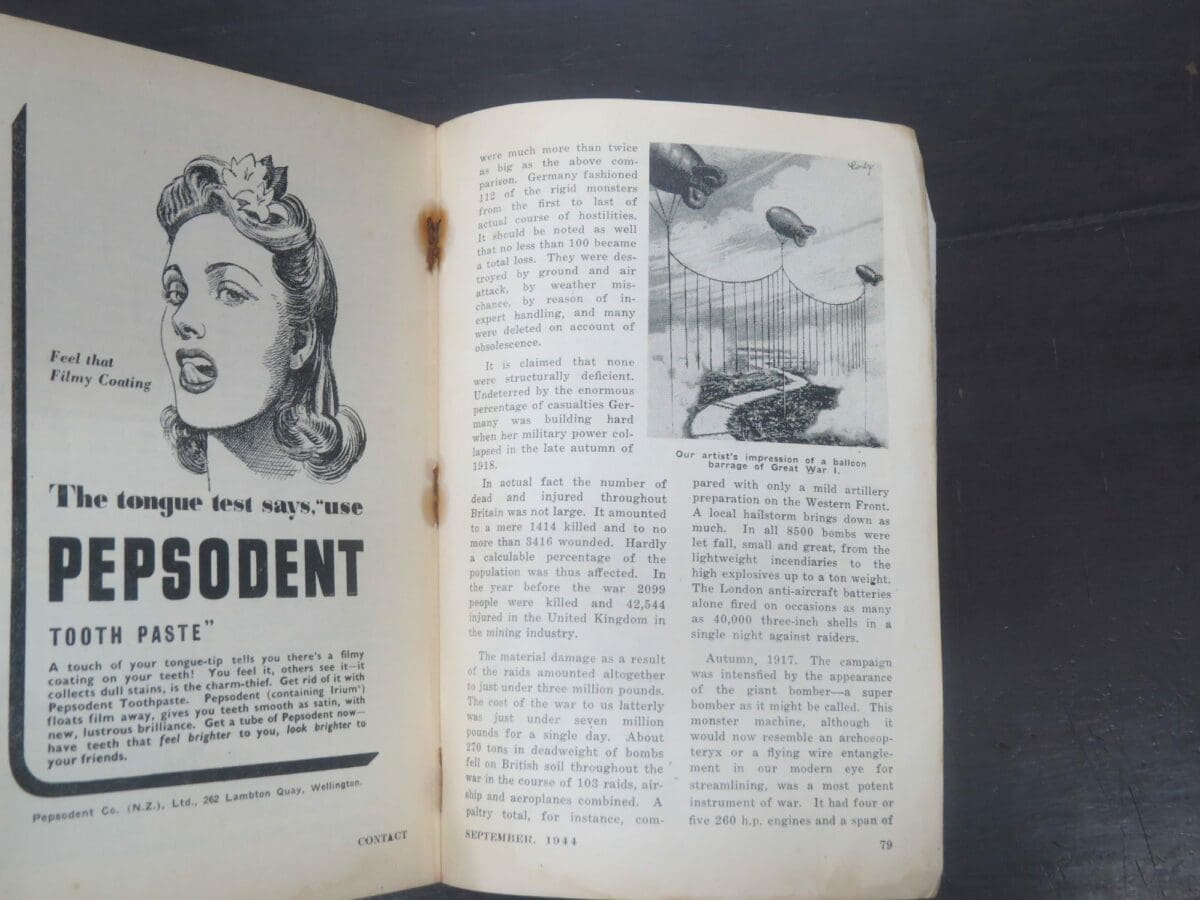 Feel that
Filmy Coating
The tongue test says, "use
PEPSODENT
TOOTH PASTE"
A touch of your tongue-tip tells you there's a filmy
coating on your teeth! You feel it, others see it—it
collects dull stains, is the charm-thief. Get rid of it with
Pepsodent Toothpaste. Pepsodent (containing Irium*)
floats film away, gives you teeth smooth as satin, with
new, lustrous brilliance. Get a tube of Pepsodent now—
have teeth that feel brighter to you, look brighter to
your friends.
Pepsodent Co. (N.Z.), Ltd., 262 Lambton Quay, Wellington.
CONTACT
were much more than twice
as big as the above com-
parison. Germany fashioned
112 of the rigid monsters
from the first to last of
actual course of hostilities.
It should be noted as well
that no less than 100 became
a total loss. They were des-
troyed by ground and air
attack, by weather mis-
chance, by reason of in-
expert handling, and many
were deleted on account of
obsolescence.
It is claimed that none
were structurally deficient.
Undeterred by the enormous
percentage of casualties Ger-
many was building hard
when her military power col-
lapsed in the late autumn of
1918.
In actual fact the number of
dead and injured throughout
Britain was not large. It amounted
to a mere 1414 killed and to no
more than 3416 wounded. Hardly
a calculable percentage of the
population was thus affected. In
the year before the war 2099
people were killed and 42,544
injured in the United Kingdom in
the mining industry.
The material damage as a result
of the raids amounted altogether
to just under three million pounds.
The cost of the war to us latterly
was just under seven million
pounds for a single day. About
270 tons in deadweight of bombs
fell on British soil throughout the
war in the course of 103 raids, air-
ship and aeroplanes combined. A
paltry total, for instance, com-
Our artist's impression of a balloon
barrage of Great War I.
pared with only a mild artillery
preparation on the Western Front.
A local hailstorm brings down as
much. In all 8500 bombs were
let fall, small and great, from the
lightweight incendiaries to the
high explosives up to a ton weight.
The London anti-aircraft batteries
alone fired on occasions as many
as 40,000 three-inch shells in a
single night against raiders.
Autumn, 1917. The campaign
was intensfied by the appearance
of the giant bomber—a super
bomber as it might be called. This
monster machine, although it
would now resemble an archoeop-
teryx or a flying wire entangle-
ment in our modern eye for
streamlining, was a most potent
instrument of war. It had four or
five 260 h.p. engines and a span of
SEPTEMBER, 1944
79